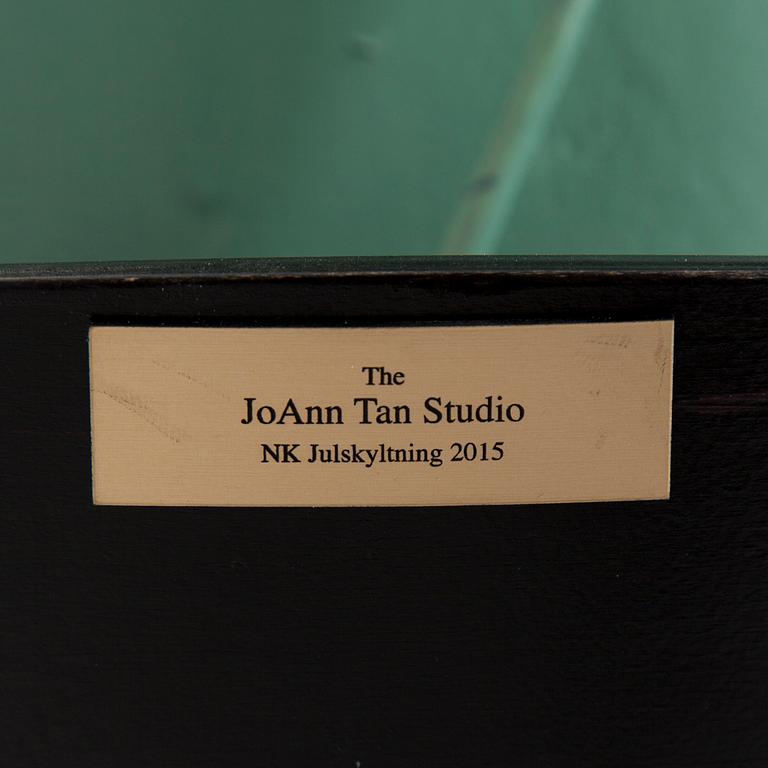 The
JoAnn Tan Studio
NK Julskyltning 2015